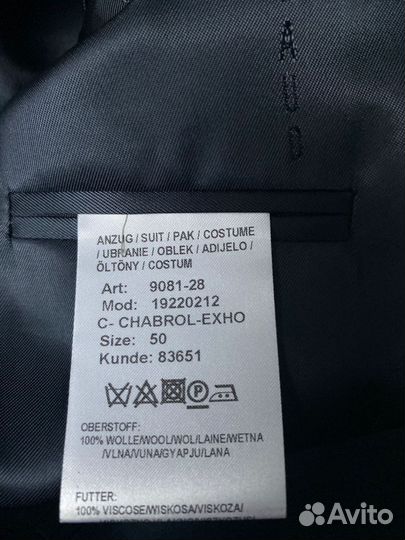 A U D
ANZUG / SUIT / PAK / COSTUME
/ UBRANIE / OBLEK / ADIJELO /
ÖLTÖNY / COSTUM
Art: 9081-28
Mod: 19220212
C- CHABROL-EXHO
Size: 50
Kunde: 83651
P
OBERSTOFF:
100% WOLLE/WOOL/WOL/LAINE/WETNA
/VLNA/VUNA/GYAPJU/LANA
FUTTER:
100% VISCOSE/WISKOSA/VISKOZA/
Avito